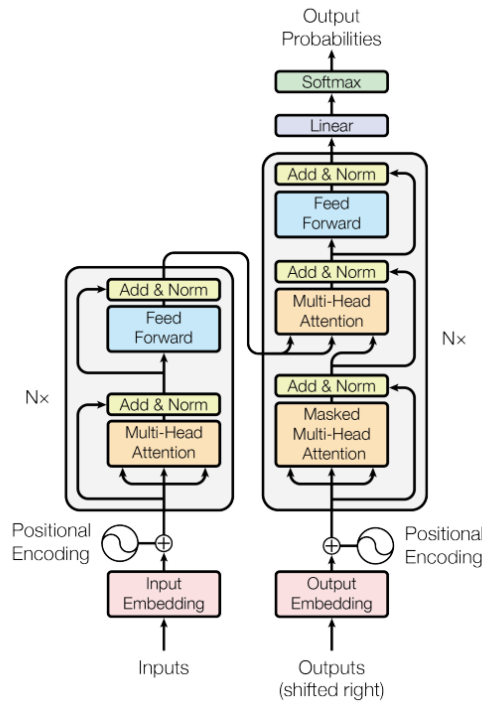 Output
Probabilities
Softmax
Linear
Add & Norm
Feed
Forward
Add & Norm
Multi-Head
Attention
Add & Norm
Masked
Multi-Head
Attention
N×
Positional
Encoding
Output
Embedding
Outputs
(shifted right)
Add & Norm
Feed
Forward
Add & Norm
Multi-Head
Attention
N×
Positional
Encoding
Input
Embedding
Inputs